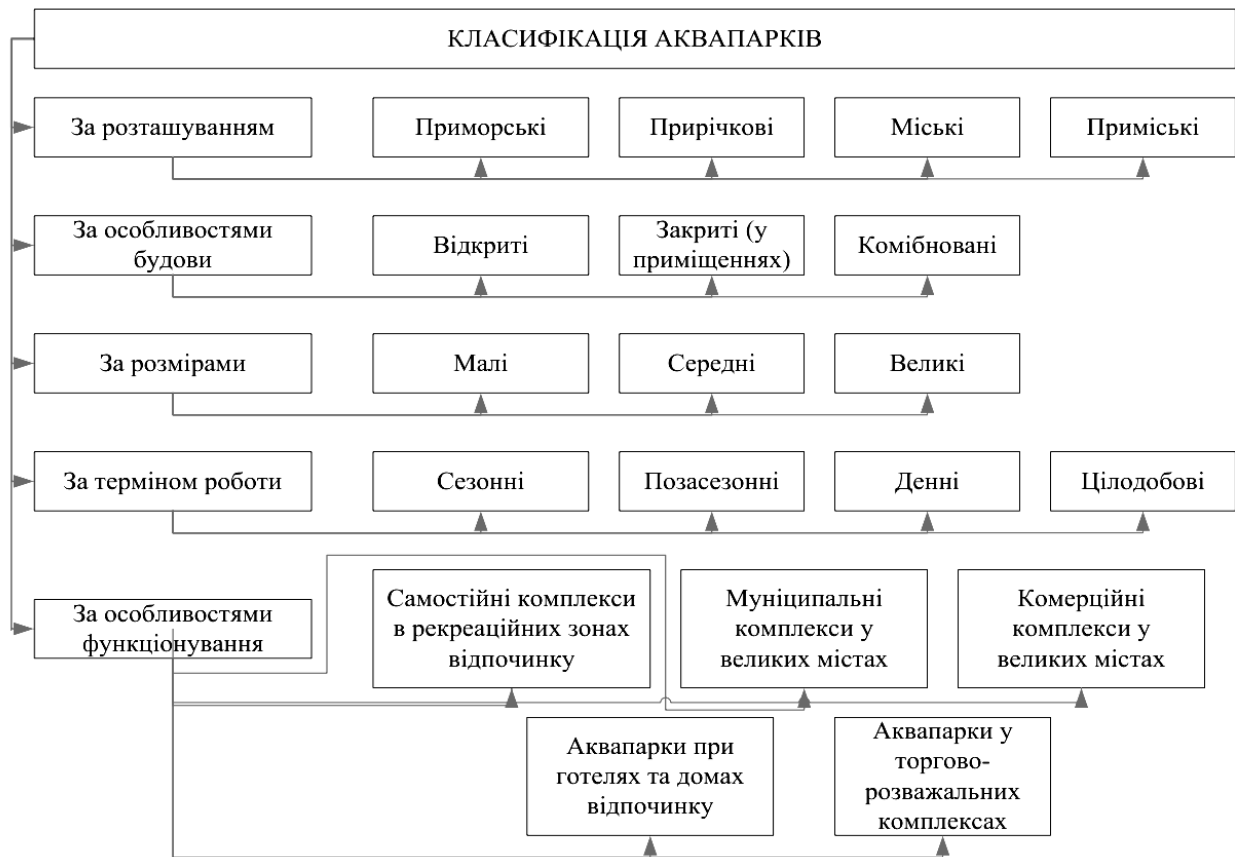 КЛАСИФІКАЦІЯ АКВАПАРКІВ
За розташуванням
Приморські
Прирічкові
Міські
Приміські
За особливостями
будови
Відкриті
Закриті (у
приміщеннях)
Комібновані
За розмірами
Малі
Середні
Великі
За терміном роботи
Сезонні
Позасезонні
Денні
Цілодобові
За особливостями
функціонування
Самостійні комплекси
в рекреаційних зонах
відпочинку
Муніципальні
комплекси у
великих містах
Комерційні
комплекси у
великих містах
Аквапарки при
готелях та домах
відпочинку
Аквапарки у
торгово-
розважальних
комплексах